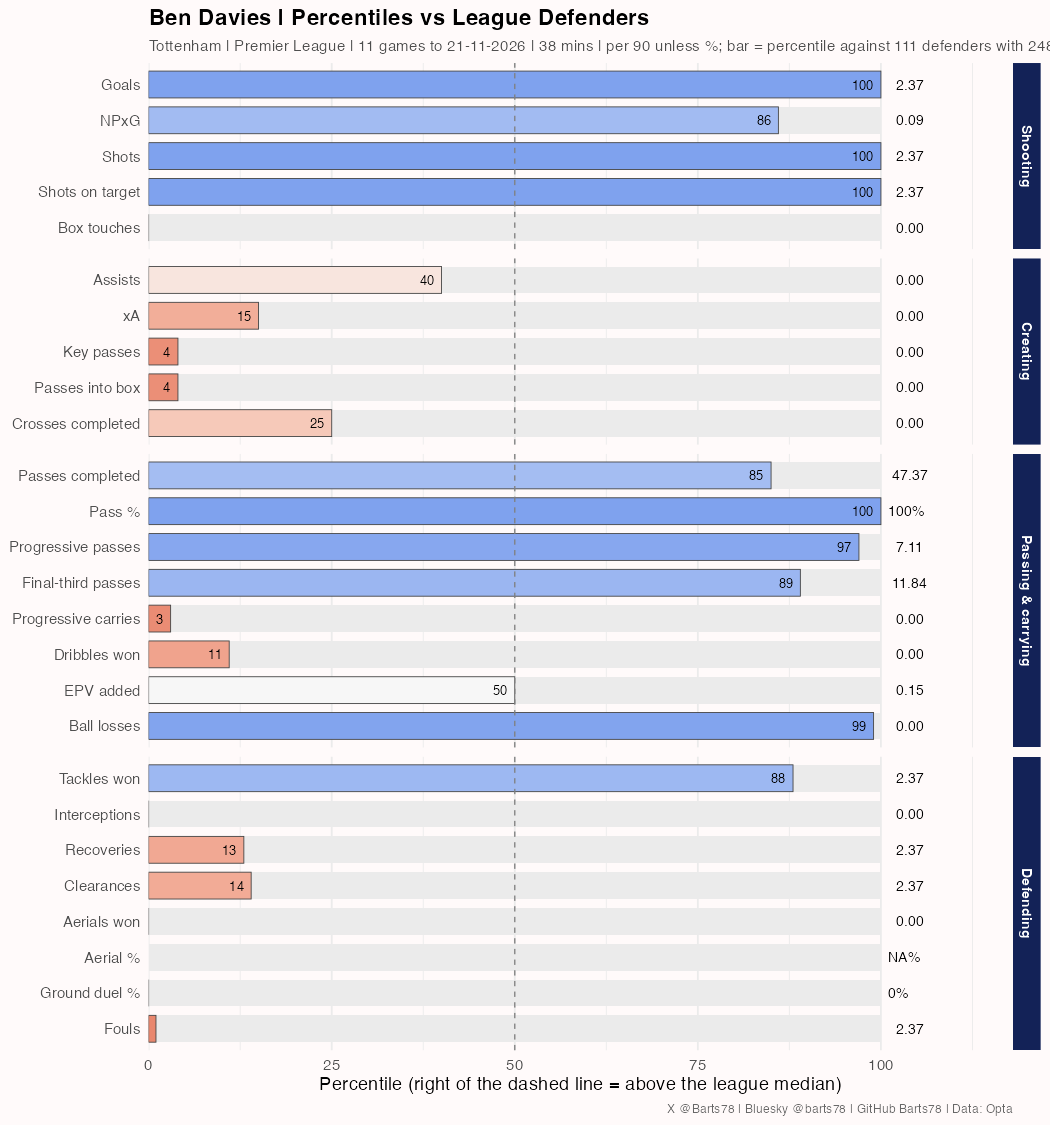 Ben Davies | Percentiles vs League Defenders
Tottenham | Premier League | 11 games to 21-11-2026 | 38 mins | per 90 unless %; bar = percentile against 111 defenders with 248
Goals 100 2.37
NPxG 86 0.09
Shots 100 2.37
Shots on target 100 2.37
Box touches 0.00
Shooting
Assists 40 0.00
xA 15 0.00
Key passes 4 0.00
Passes into box 4 0.00
Crosses completed 25 0.00
Creating
Passes completed 85 47.37
Pass % 100 100%
Progressive passes 97 7.11
Final-third passes 89 11.84
Progressive carries 3 0.00
Dribbles won 11 0.00
EPV added 50 0.15
Ball losses 99 0.00
Passing & carrying
Tackles won 88 2.37
Interceptions 0.00
Recoveries 13 2.37
Clearances 14 2.37
Aerials won 0.00
Aerial % NA%
Ground duel % 0%
Fouls 2.37
Defending
0 25 50 75 100
Percentile (right of the dashed line = above the league median)
X @Barts78 | Bluesky @barts78 | GitHub Barts78 | Data: Opta